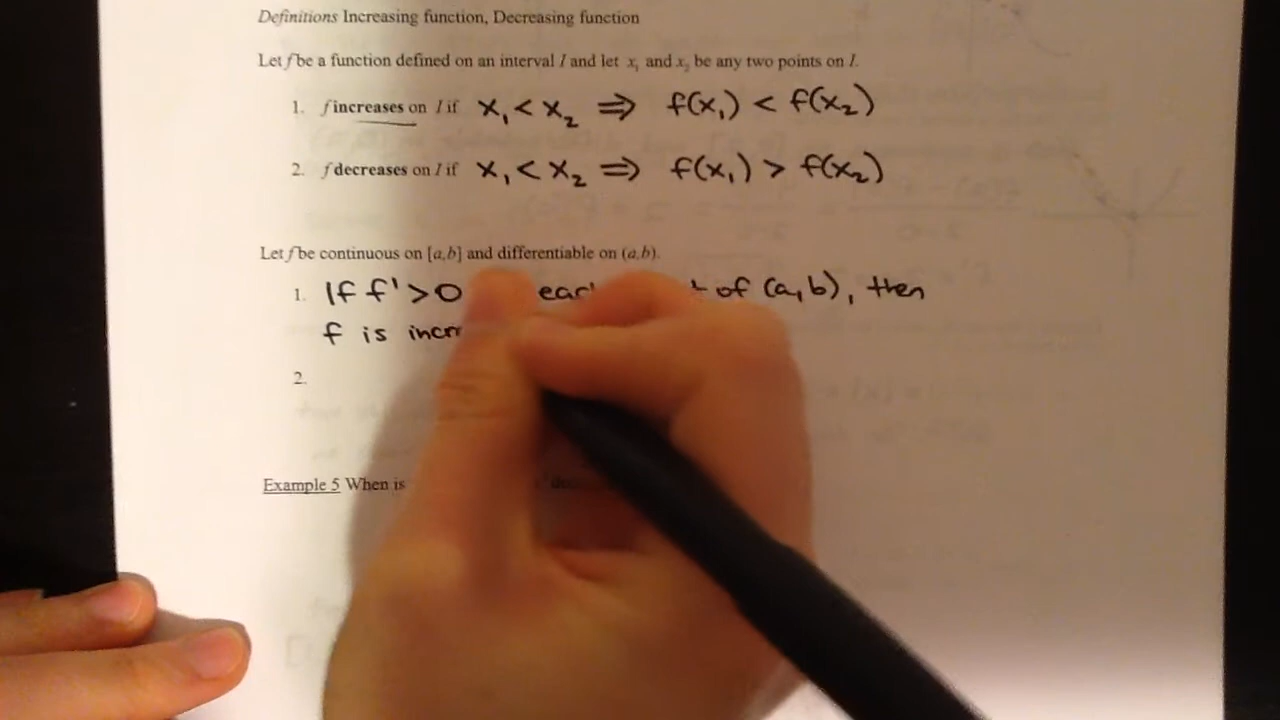 Definitions Increasing function, Decreasing function
Let f be a function defined on an interval I and let x₁ and x₂ be any two points on I.
1. f increases on I if x₁ < x₂ ⇒ f(x₁) < f(x₂)
2. f decreases on I if x₁ < x₂ ⇒ f(x₁) > f(x₂)
Let f be continuous on [a,b] and differentiable on (a,b).
1. If f' > 0 of (a,b), then
f is
2.
Example 5 When is